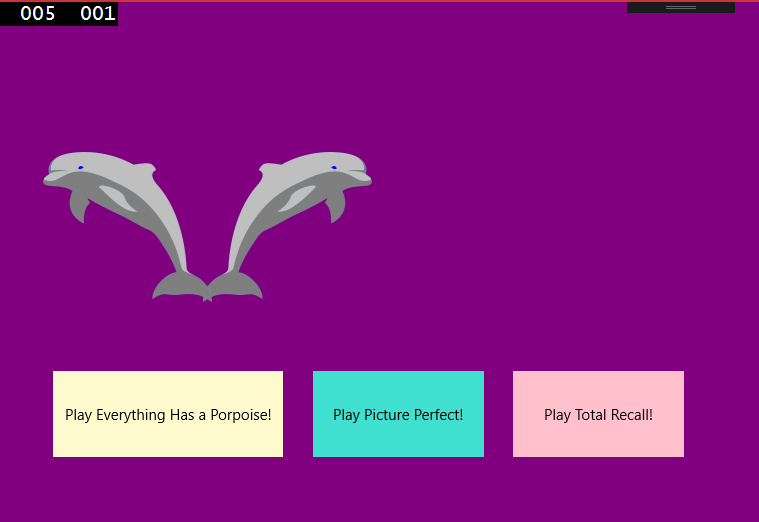 005 001
Play Everything Has a Porpoise!
Play Picture Perfect!
Play Total Recall!